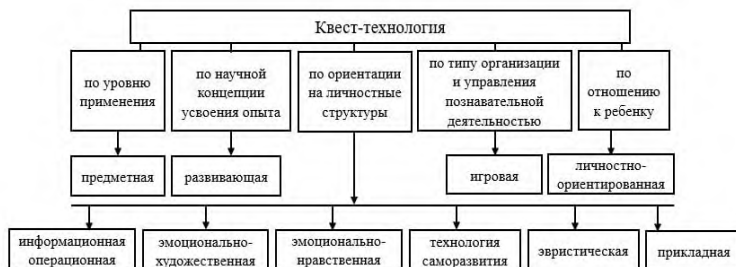 Квест-технология
по уровню
применения
по научной
концепции
усвоения опыта
по ориентации
на личностные
структуры
по типу организации
и управления
познавательной
деятельностью
по
отношению
к ребенку
предметная
развивающая
игровая
личностно-
ориентированная
информационная
операционная
эмоционально-
художественная
эмоционально-
нравственная
технология
саморазвития
эвристическая
прикладная